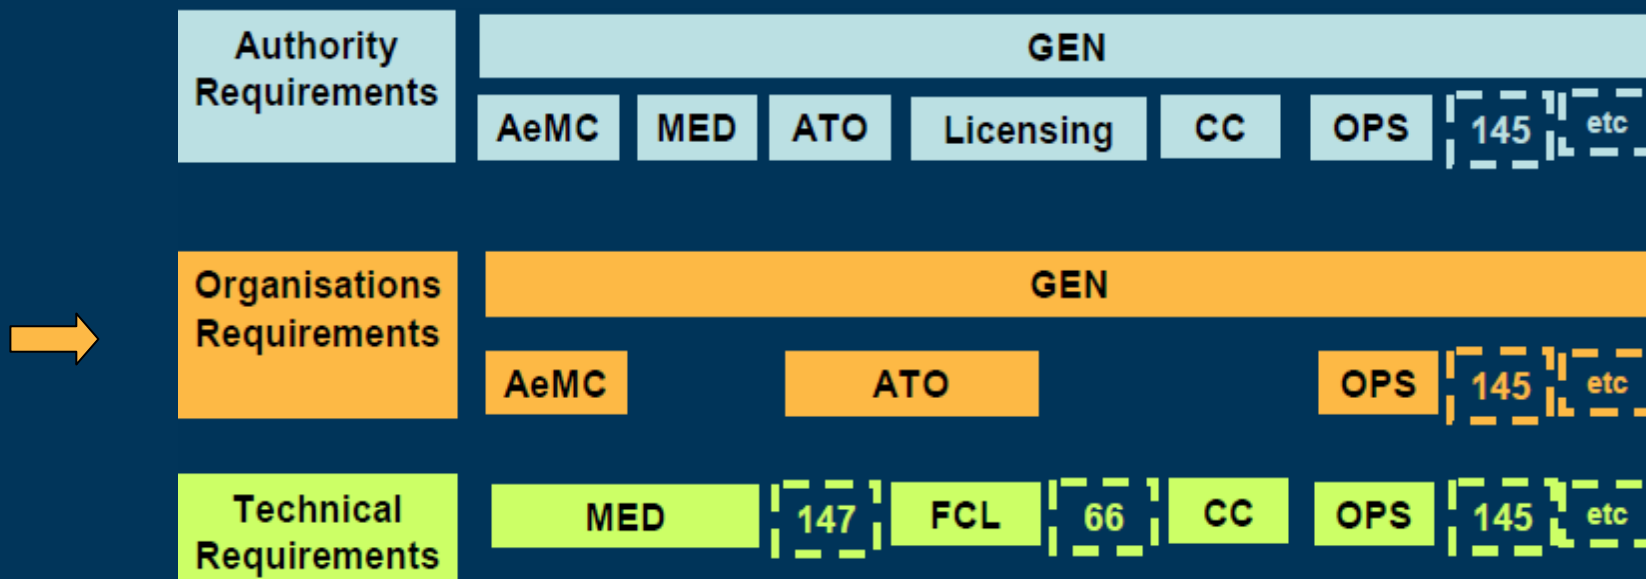 Authority
Requirements
GEN
AeMC MED ATO Licensing CC OPS 145 etc
Organisations
Requirements
GEN
AeMC ATO OPS 145 etc
Technical
Requirements
MED 147 FCL 66 CC OPS 145 etc